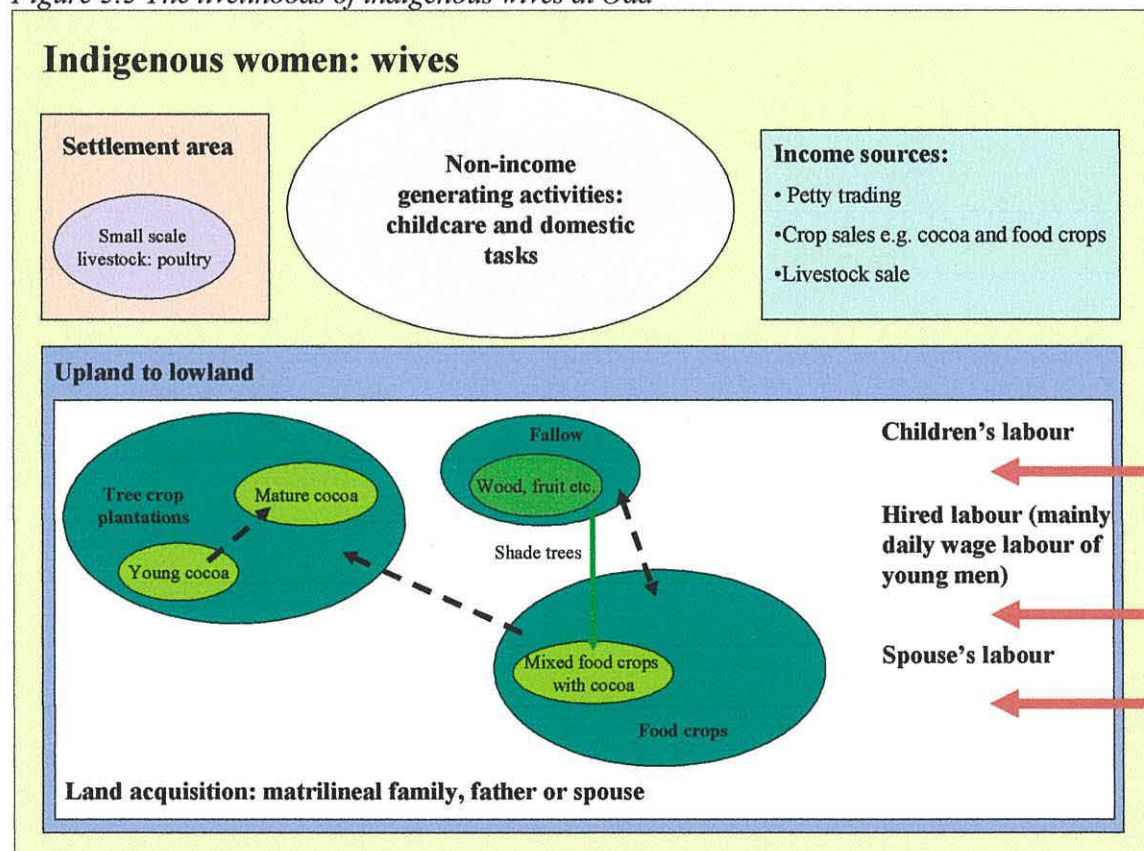 Indigenous women: wives
Settlement area
Small scale
livestock: poultry
Non-income
generating activities:
childcare and domestic
tasks
Income sources:
• Petty trading
•Crop sales e.g. cocoa and food crops
•Livestock sale
Upland to lowland
Tree crop
plantations
Mature cocoa
Young cocoa
Fallow
Wood, fruit etc.
Shade trees
Mixed food crops
with cocoa
Food crops
Children's labour
Hired labour (mainly
daily wage labour of
young men)
Spouse's labour
Land acquisition: matrilineal family, father or spouse